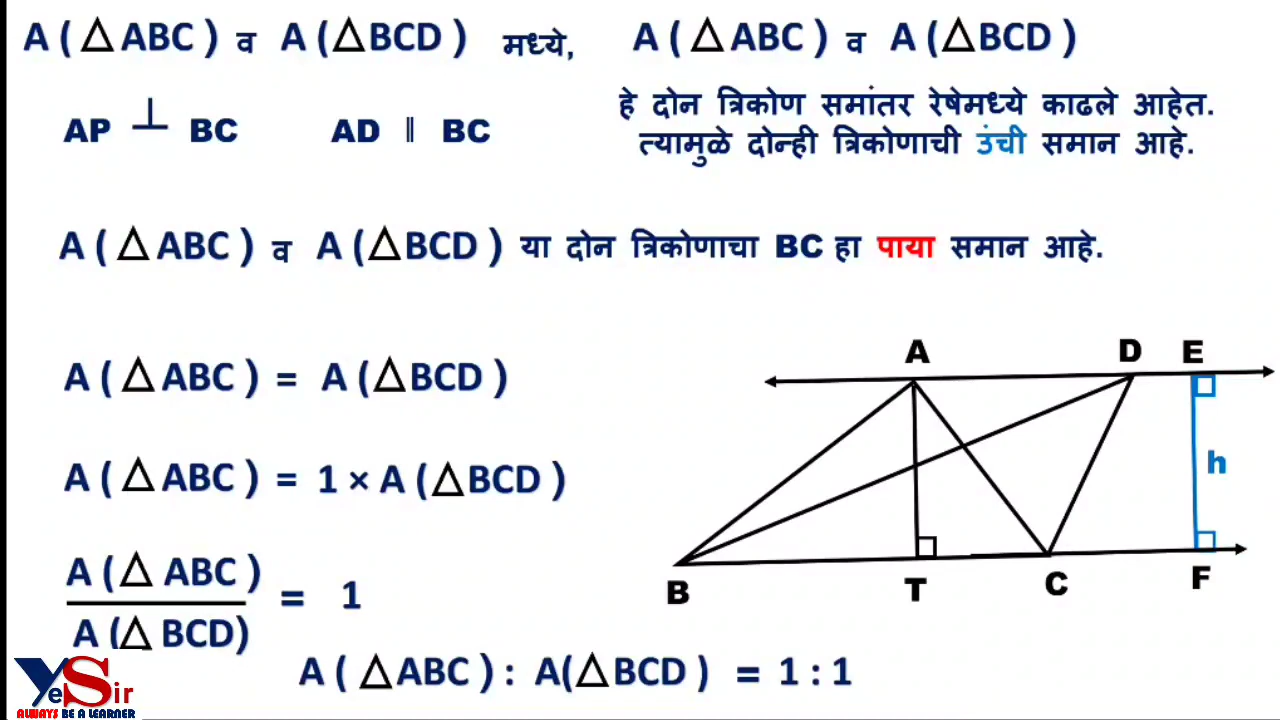 A ( △ ABC ) व A (△BCD ) मध्ये,
AP ⊥ BC AD ∥ BC
A ( △ ABC ) व A (△BCD )
हे दोन त्रिकोण समांतर रेषेमध्ये काढले आहेत.
त्यामुळे दोन्ही त्रिकोणाची उंची समान आहे.
A ( △ ABC ) व A (△BCD ) या दोन त्रिकोणाचा BC हा पाया समान आहे.
A ( △ ABC ) = A (△BCD )
A ( △ ABC ) = 1 × A (△BCD )
A (△ ABC )
A (△ BCD)
= 1
A ( △ABC ) : A(△BCD ) = 1 : 1
A D E
h
B T C F
YeSir
ALWAYS BE A LEARNER